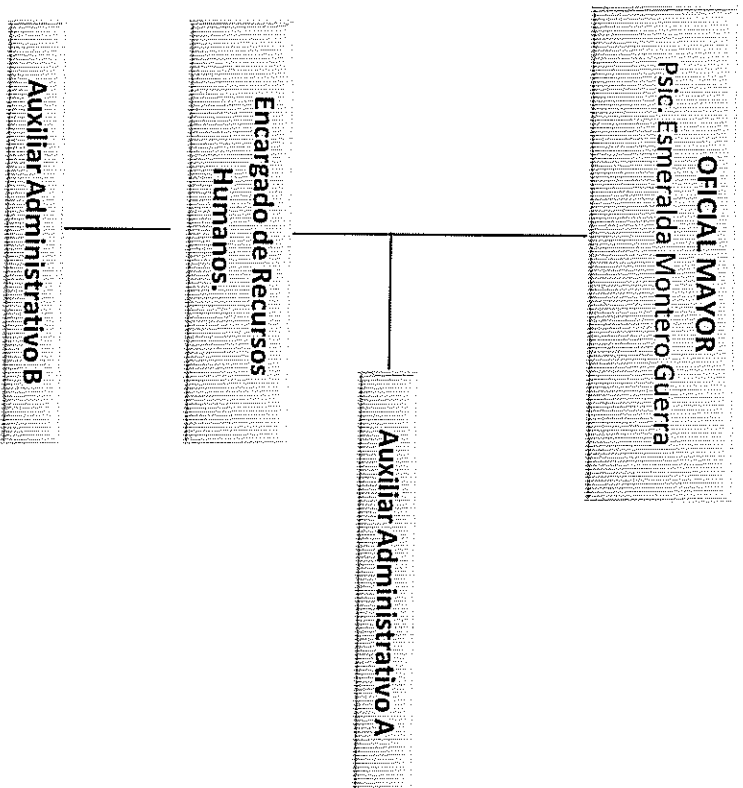 OFICIAL MAYOR
Psic. Esmeralda Montero Guerra
Auxiliar Administrativo A
Encargado de Recursos
Humanos.
Auxiliar Administrativo B